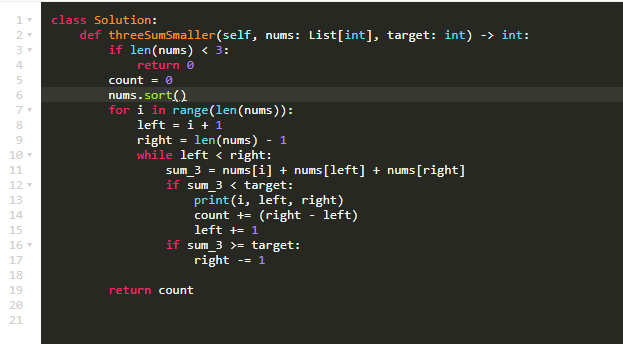 1 class Solution:
2     def threeSumSmaller(self, nums: List[int], target: int) -> int:
3         if len(nums) < 3:
4             return 0
5         count = 0
6         nums.sort()
7         for i in range(len(nums)):
8             left = i + 1
9             right = len(nums) - 1
10             while left < right:
11                 sum_3 = nums[i] + nums[left] + nums[right]
12                 if sum_3 < target:
13                     print(i, left, right)
14                     count += (right - left)
15                     left += 1
16                 if sum_3 >= target:
17                     right -= 1
18
19         return count
20
21